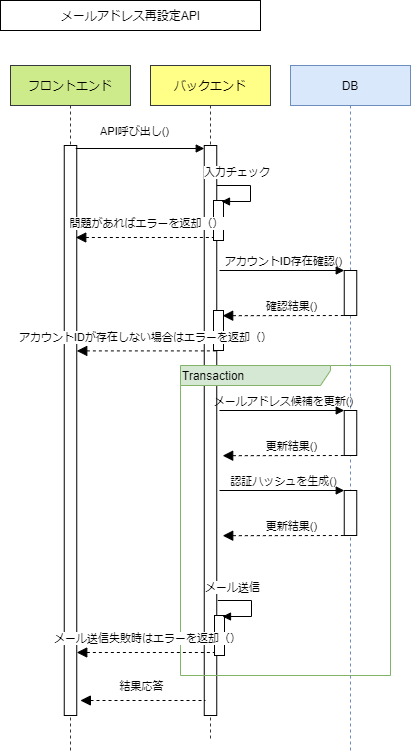 メールアドレス再設定API
フロントエンド
バックエンド
DB
API呼び出し()
入力チェック
問題があればエラーを返却（）
アカウントID存在確認()
確認結果()
アカウントIDが存在しない場合はエラーを返却（）
Transaction
メールアドレス候補を更新()
更新結果()
認証ハッシュを生成()
更新結果()
メール送信
メール送信失敗時はエラーを返却（）
結果応答